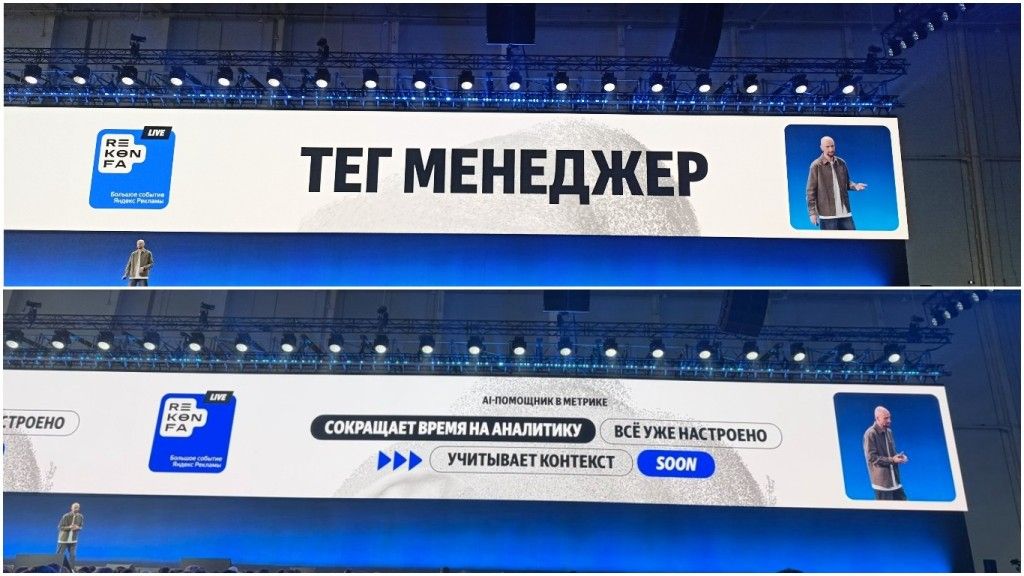 LIVE
RE
KON
FA
Большое событие
Яндекс Рекламы
ТЕГ МЕНЕДЖЕР
СТРОЕНО
LIVE
RE
KON
FA
Большое событие
Яндекс Рекламы
AI-ПОМОЩНИК В МЕТРИКЕ
СОКРАЩАЕТ ВРЕМЯ НА АНАЛИТИКУ
ВСЁ УЖЕ НАСТРОЕНО
УЧИТЫВАЕТ КОНТЕКСТ
SOON